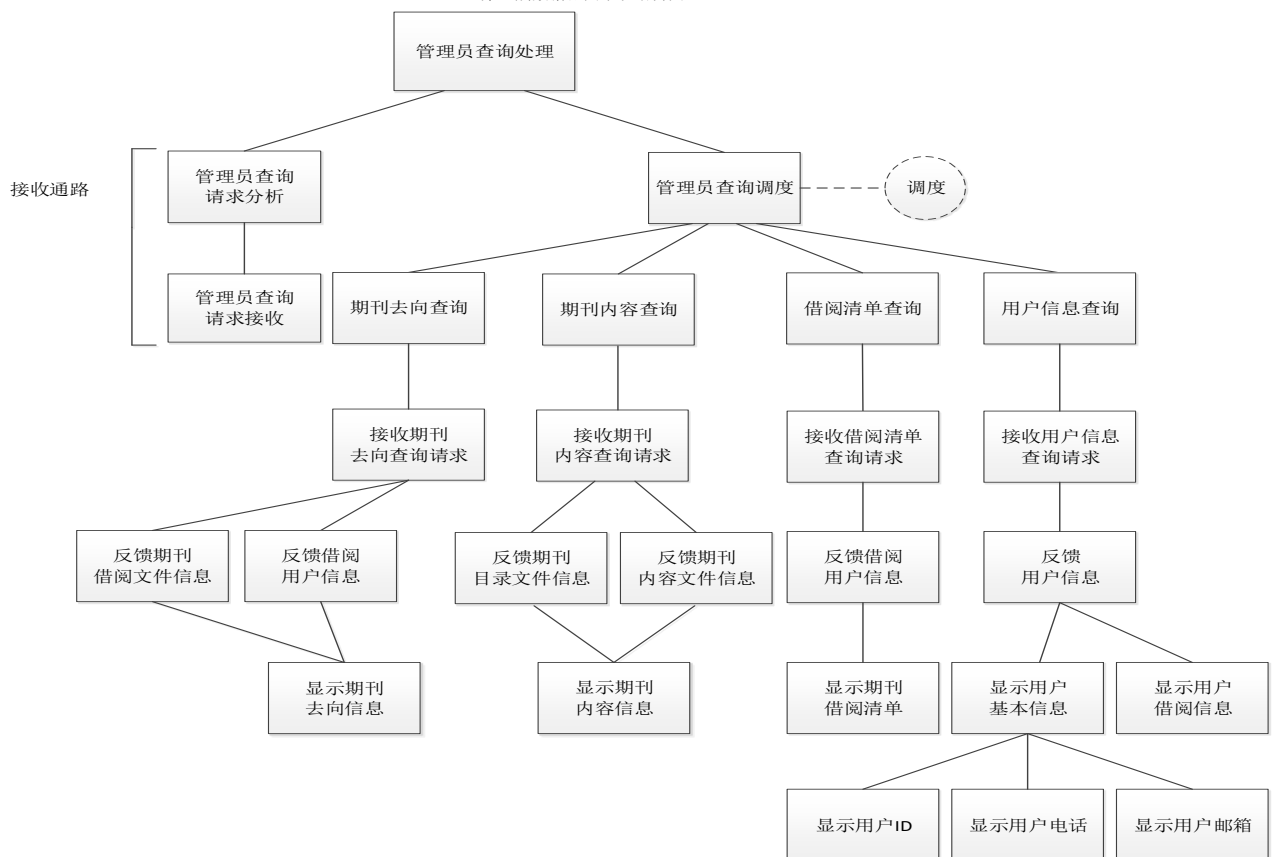 管理员查询处理
接收通路
管理员查询
请求分析
管理员查询调度
调度
管理员查询
请求接收
期刊去向查询
期刊内容查询
借阅清单查询
用户信息查询
接收期刊
去向查询请求
接收期刊
内容查询请求
接收借阅清单
查询请求
接收用户信息
查询请求
反馈期刊
借阅文件信息
反馈借阅
用户信息
反馈期刊
目录文件信息
反馈期刊
内容文件信息
反馈借阅
用户信息
反馈
用户信息
显示期刊
去向信息
显示期刊
内容信息
显示期刊
借阅清单
显示用户
基本信息
显示用户
借阅信息
显示用户ID
显示用户电话
显示用户邮箱